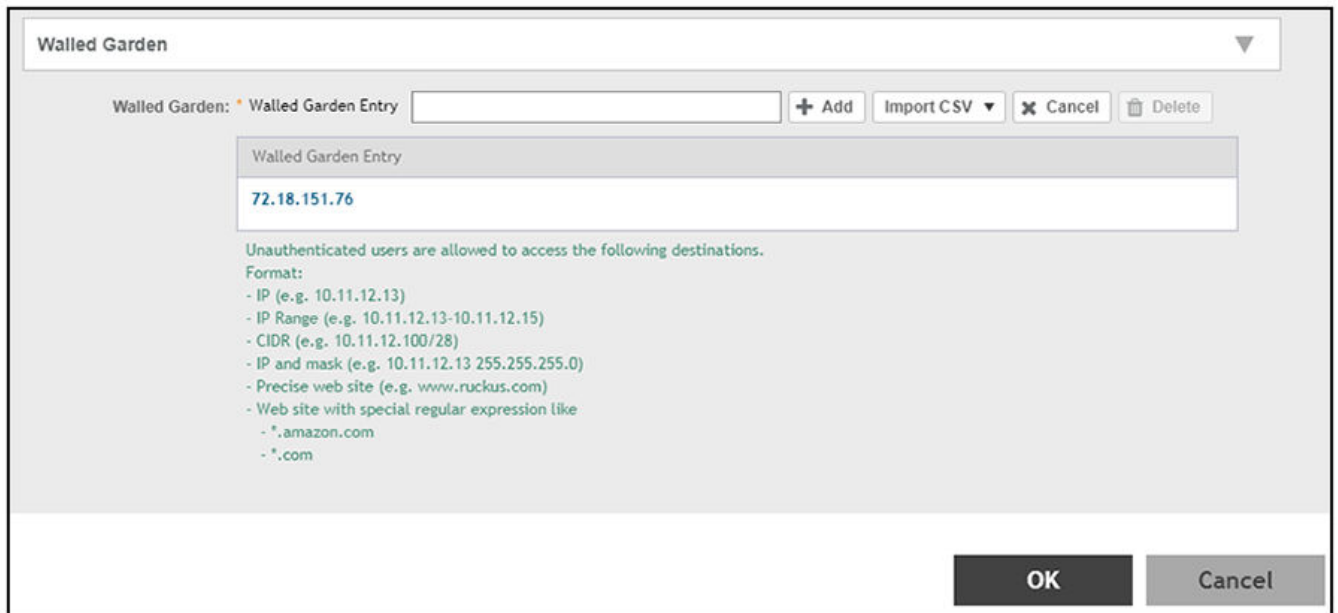 Walled Garden
Walled Garden: * Walled Garden Entry + Add Import CSV ▼ x Cancel Delete
Walled Garden Entry
72.18.151.76
Unauthenticated users are allowed to access the following destinations.
Format:
- IP (e.g. 10.11.12.13)
- IP Range (e.g. 10.11.12.13-10.11.12.15)
- CIDR (e.g. 10.11.12.100/28)
- IP and mask (e.g. 10.11.12.13 255.255.255.0)
- Precise web site (e.g. www.ruckus.com)
- Web site with special regular expression like
- *.amazon.com
- *.com
OK Cancel